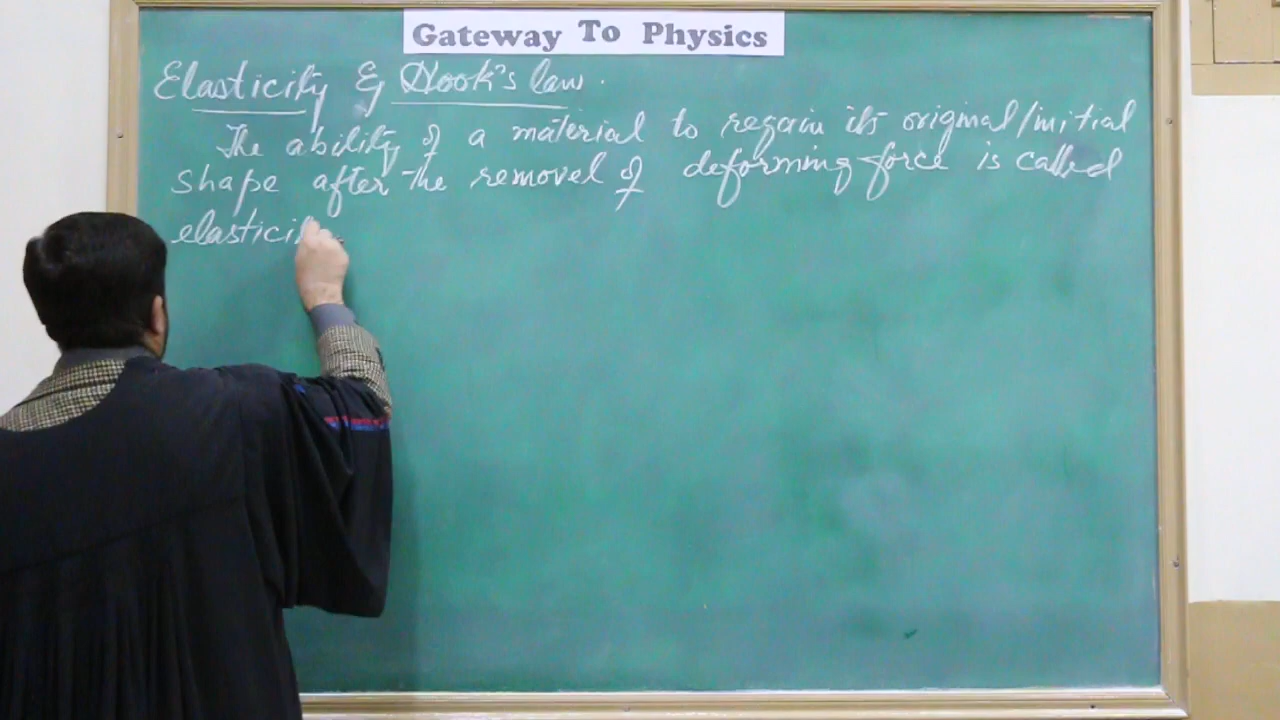 Gateway To Physics
Elasticity & Hook's law.
The ability of a material to regain its original/initial
shape after the removel of deforming force is called
elastici